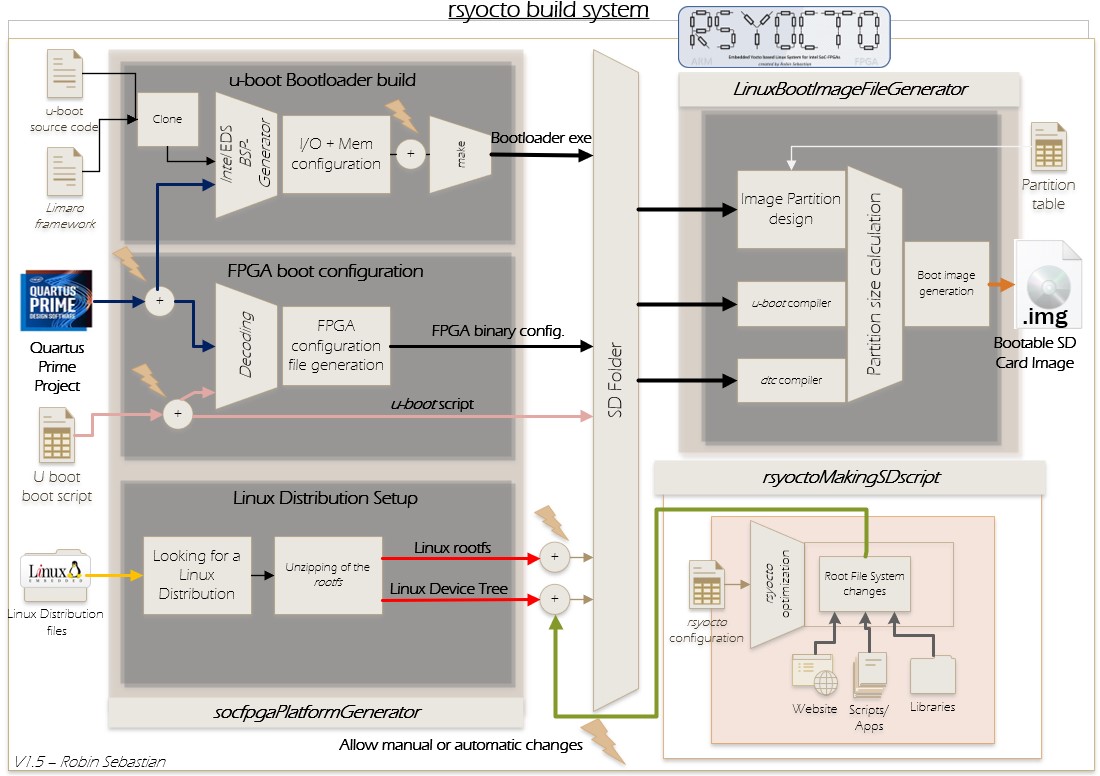 rsyocto build system
RSYOCTO
Embedded Yocto based Linux System for Intel SoC-FPGAs
created by Robin Sebastian
ARM
FPGA
u-boot Bootloader build
u-boot
source code
Clone
Limaro
framework
Intel EDS
BSP-
Generator
I/O + Mem
configuration
+
make
Bootloader exe
FPGA boot configuration
QUARTUS
PRIME
DESIGN SOFTWARE
Quartus
Prime
Project
+
Decoding
FPGA
configuration
file generation
FPGA binary config.
+
u-boot script
U boot
boot script
Linux Distribution Setup
Linux
EMBEDDED
Linux Distribution
files
Looking for a
Linux
Distribution
Unzipping of the
rootfs
Linux rootfs
+
Linux Device Tree
+
socfpgaPlatformGenerator
Allow manual or automatic changes
SD Folder
LinuxBootImageFileGenerator
Partition
table
Image Partition
design
u-boot compiler
dtc compiler
Partition size calculation
Boot image
generation
.img
Bootable SD
Card Image
rsyoctoMakingSDscript
rsyocto
configuration
rsyocto
optimization
Root File System
changes
Website
Scripts/
Apps
Libraries
V1.5 – Robin Sebastian